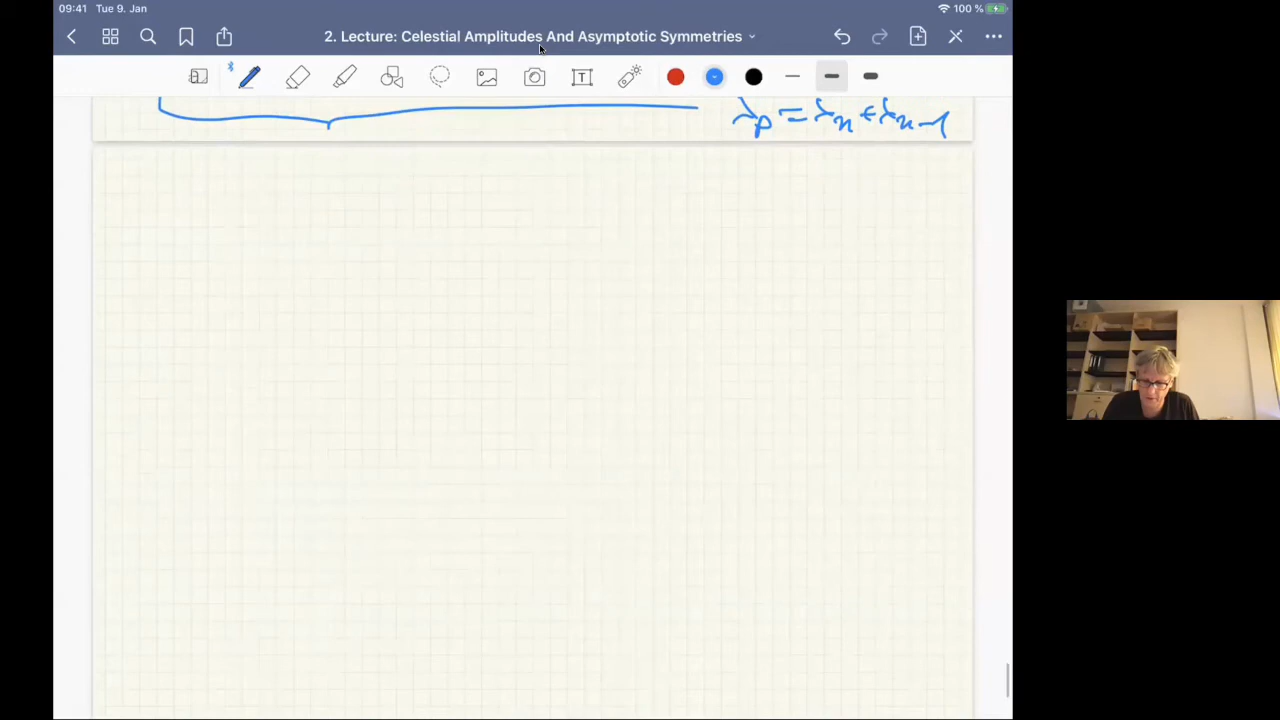 09:41 Tue 9. Jan 100 %
2. Lecture: Celestial Amplitudes And Asymptotic Symmetries
T
λp = λn + λn-1